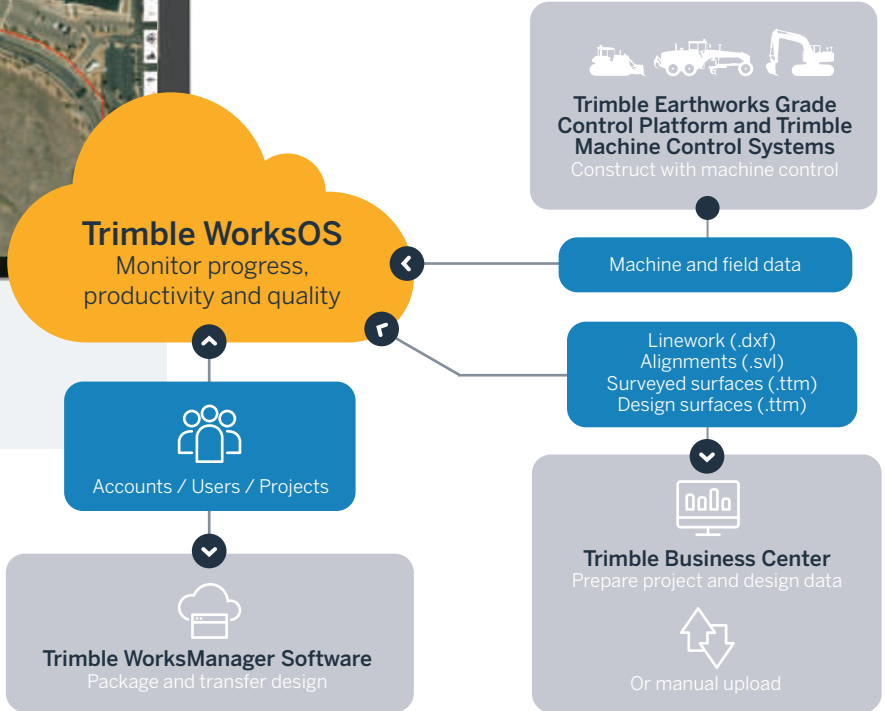 Trimble Earthworks Grade
Control Platform and Trimble
Machine Control Systems
Construct with machine control
Trimble WorksOS
Monitor progress,
productivity and quality
Machine and field data
Linework (.dxf)
Alignments (.svl)
Surveyed surfaces (.ttm)
Design surfaces (.ttm)
Accounts / Users / Projects
Trimble Business Center
Prepare project and design data
Or manual upload
Trimble WorksManager Software
Package and transfer design